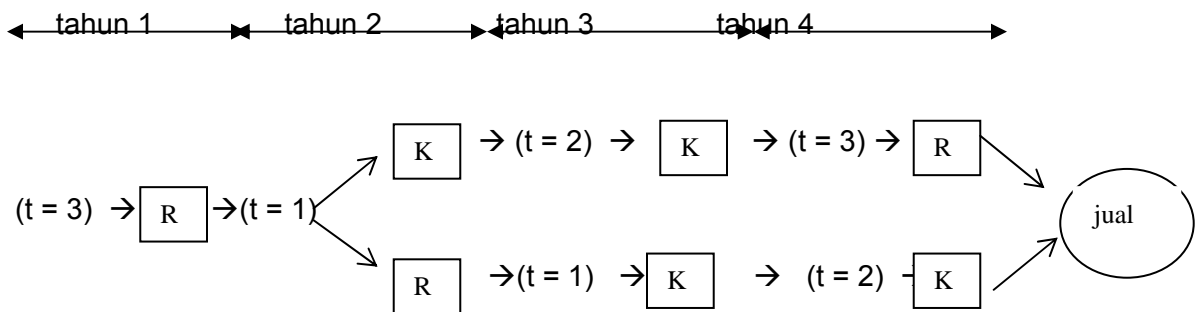 tahun 1 tahun 2 tahun 3 tahun 4
K → (t = 2) → K → (t = 3) → R
(t = 3) → R → (t = 1) jual
R → (t = 1) → K → (t = 2) → K